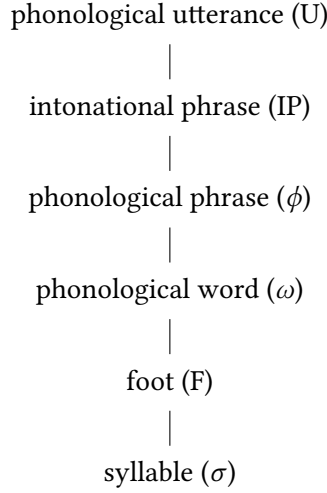 phonological utterance (U)
intonational phrase (IP)
phonological phrase (ϕ)
phonological word (ω)
foot (F)
syllable (σ)